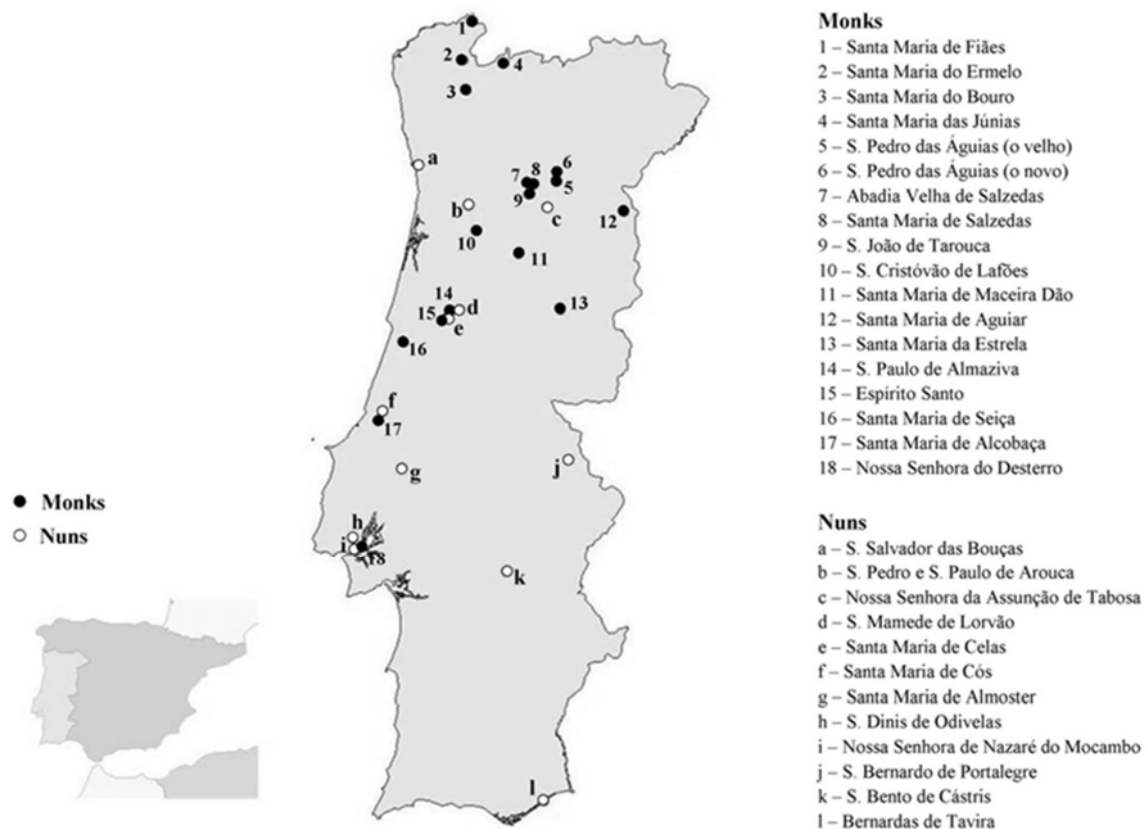 1
2
4
3
a
6
7
8
5
9
b
c
12
10
11
14
d
13
15
e
16
f
17
g
j
h
i
18
k
l
Monks
Nuns
Monks
1 – Santa Maria de Fiães
2 – Santa Maria do Ermelo
3 – Santa Maria do Bouro
4 – Santa Maria das Júnias
5 – S. Pedro das Águias (o velho)
6 – S. Pedro das Águias (o novo)
7 – Abadia Velha de Salzedas
8 – Santa Maria de Salzedas
9 – S. João de Tarouca
10 – S. Cristóvão de Lafões
11 – Santa Maria de Maceira Dão
12 – Santa Maria de Aguiar
13 – Santa Maria da Estrela
14 – S. Paulo de Almaziva
15 – Espírito Santo
16 – Santa Maria de Seiça
17 – Santa Maria de Alcobaça
18 – Nossa Senhora do Desterro
Nuns
a – S. Salvador das Bouças
b – S. Pedro e S. Paulo de Arouca
c – Nossa Senhora da Assunção de Tabosa
d – S. Mamede de Lorvão
e – Santa Maria de Celas
f – Santa Maria de Cós
g – Santa Maria de Almoster
h – S. Dinis de Odivelas
i – Nossa Senhora de Nazaré do Mocambo
j – S. Bernardo de Portalegre
k – S. Bento de Cástris
l – Bernardas de Tavira